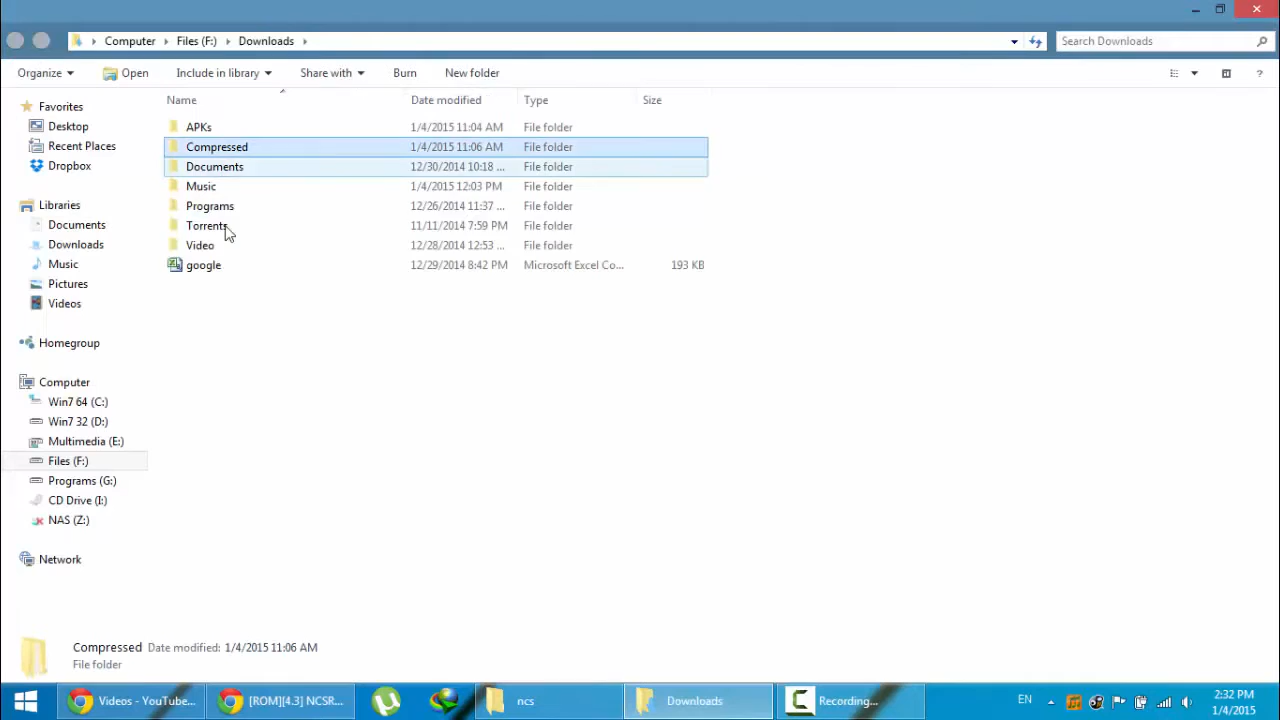 Computer Files (F:) Downloads Search Downloads
Organize Open Include in library Share with Burn New folder ?
Name Date modified Type Size
Favorites
Desktop
Recent Places
Dropbox
Libraries
Documents
Downloads
Music
Pictures
Videos
Homegroup
Computer
Win7 64 (C:)
Win7 32 (D:)
Multimedia (E:)
Files (F:)
Programs (G:)
CD Drive (I:)
NAS (Z:)
Network
APKs 1/4/2015 11:04 AM File folder
Compressed 1/4/2015 11:06 AM File folder
Documents 12/30/2014 10:18 ... File folder
Music 1/4/2015 12:03 PM File folder
Programs 12/26/2014 11:37 ... File folder
Torrents 11/11/2014 7:59 PM File folder
Video 12/28/2014 12:53 ... File folder
google 12/29/2014 8:42 PM Microsoft Excel Co... 193 KB
Compressed Date modified: 1/4/2015 11:06 AM
File folder
Videos - YouTube... [ROM][4.3] NCSR... ncs Downloads Recording... EN 2:32 PM
1/4/2015